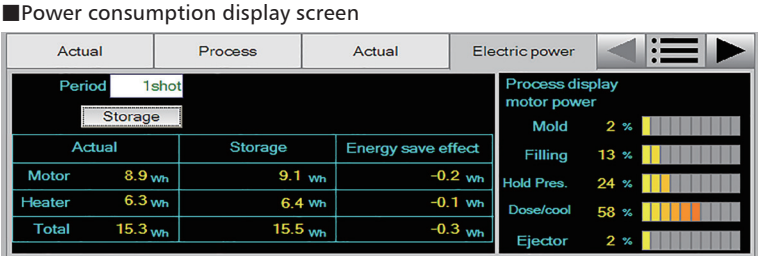 ■Power consumption display screen
Actual Process Actual Electric power
Period 1shot
Storage
Actual Storage Energy save effect
Motor 8.9 Wh 9.1 Wh -0.2 Wh
Heater 6.3 Wh 6.4 Wh -0.1 Wh
Total 15.3 Wh 15.5 Wh -0.3 Wh
Process display
motor power
Mold 2 %
Filling 13 %
Hold Pres. 24 %
Dose/cool 58 %
Ejector 2 %